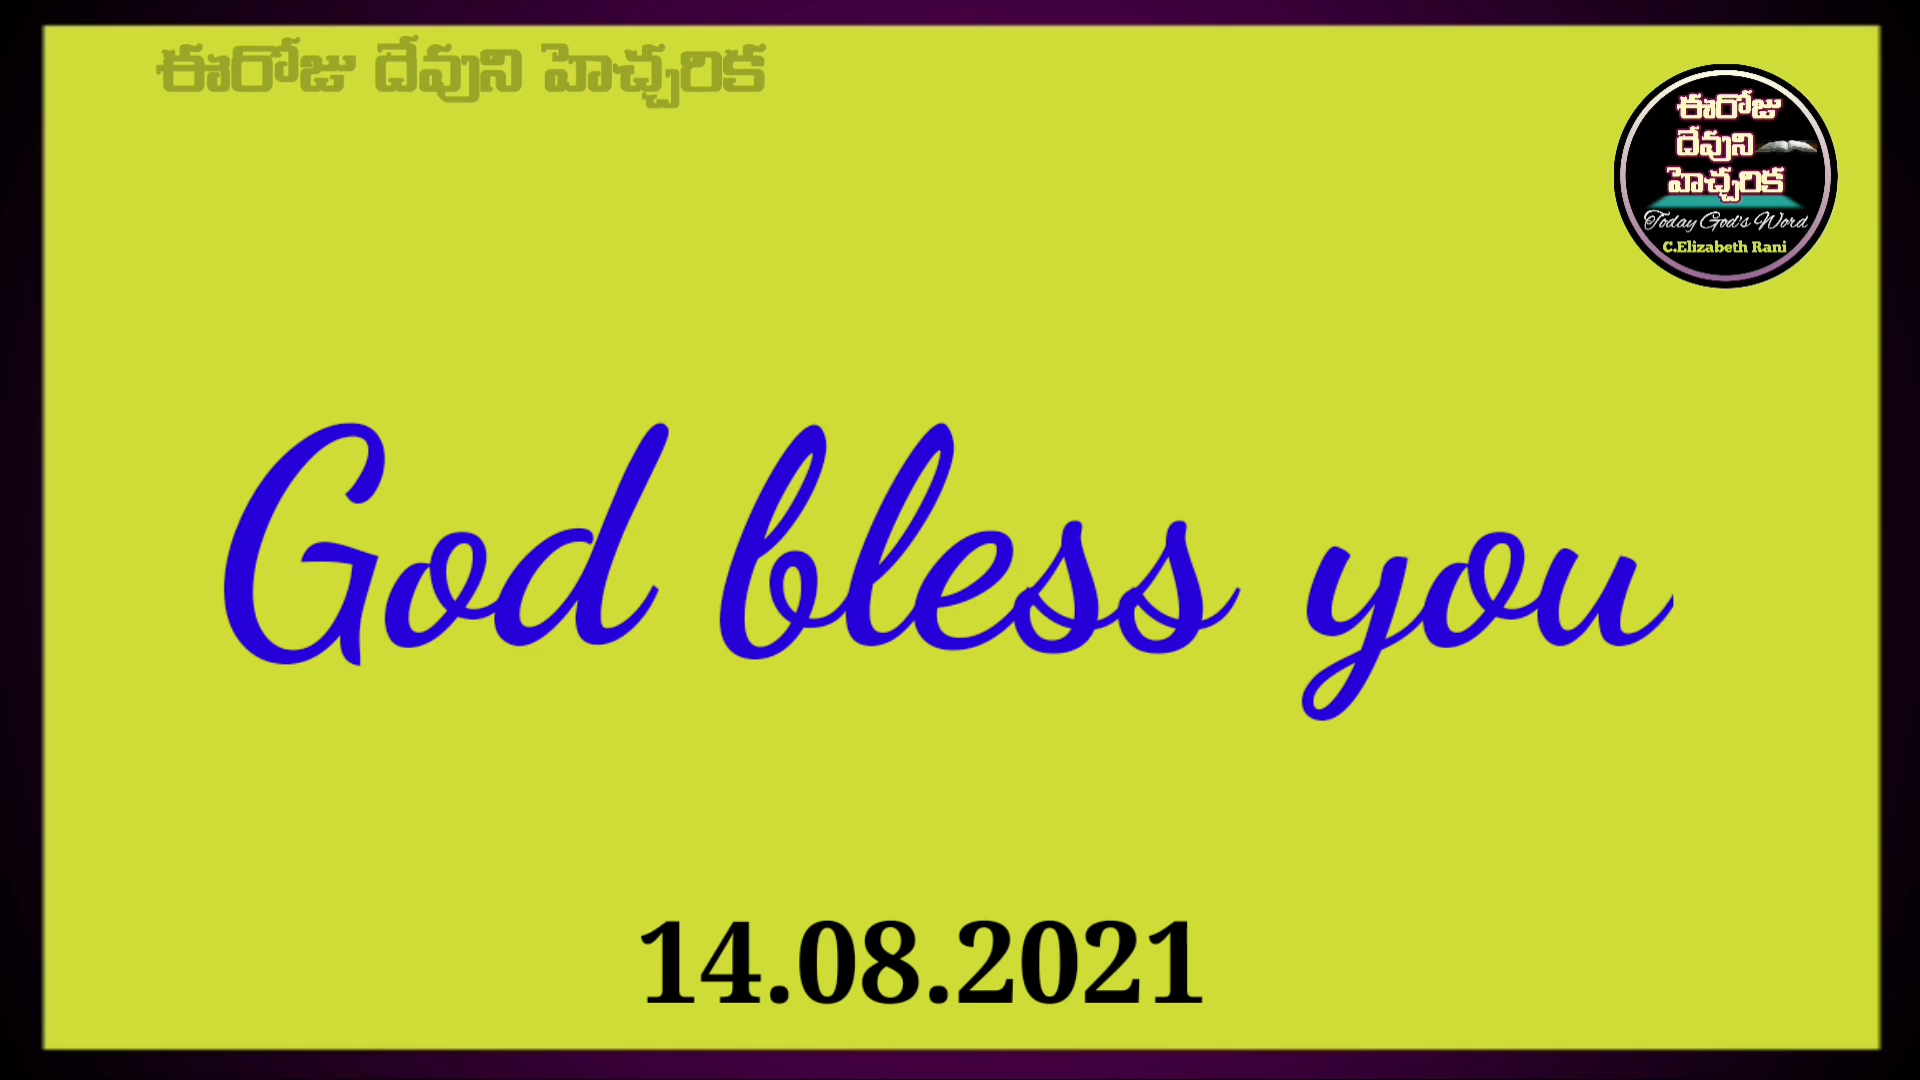 ఈరోజు దేవుని హెచ్చరిక
ఈరోజు
దేవుని
హెచ్చరిక
Today God's Word
C.Elizabeth Rani
God bless you
14.08.2021